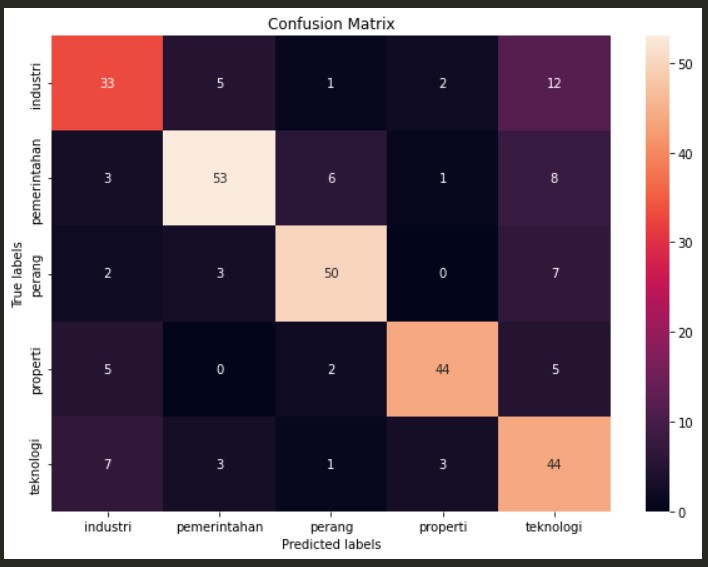 Confusion Matrix
industri 33 5 1 2 12
pemerintahan 3 53 6 1 8
perang 2 3 50 0 7
properti 5 0 2 44 5
teknologi 7 3 1 3 44
True labels
industri pemerintahan perang properti teknologi
Predicted labels
50
40
30
20
10
0